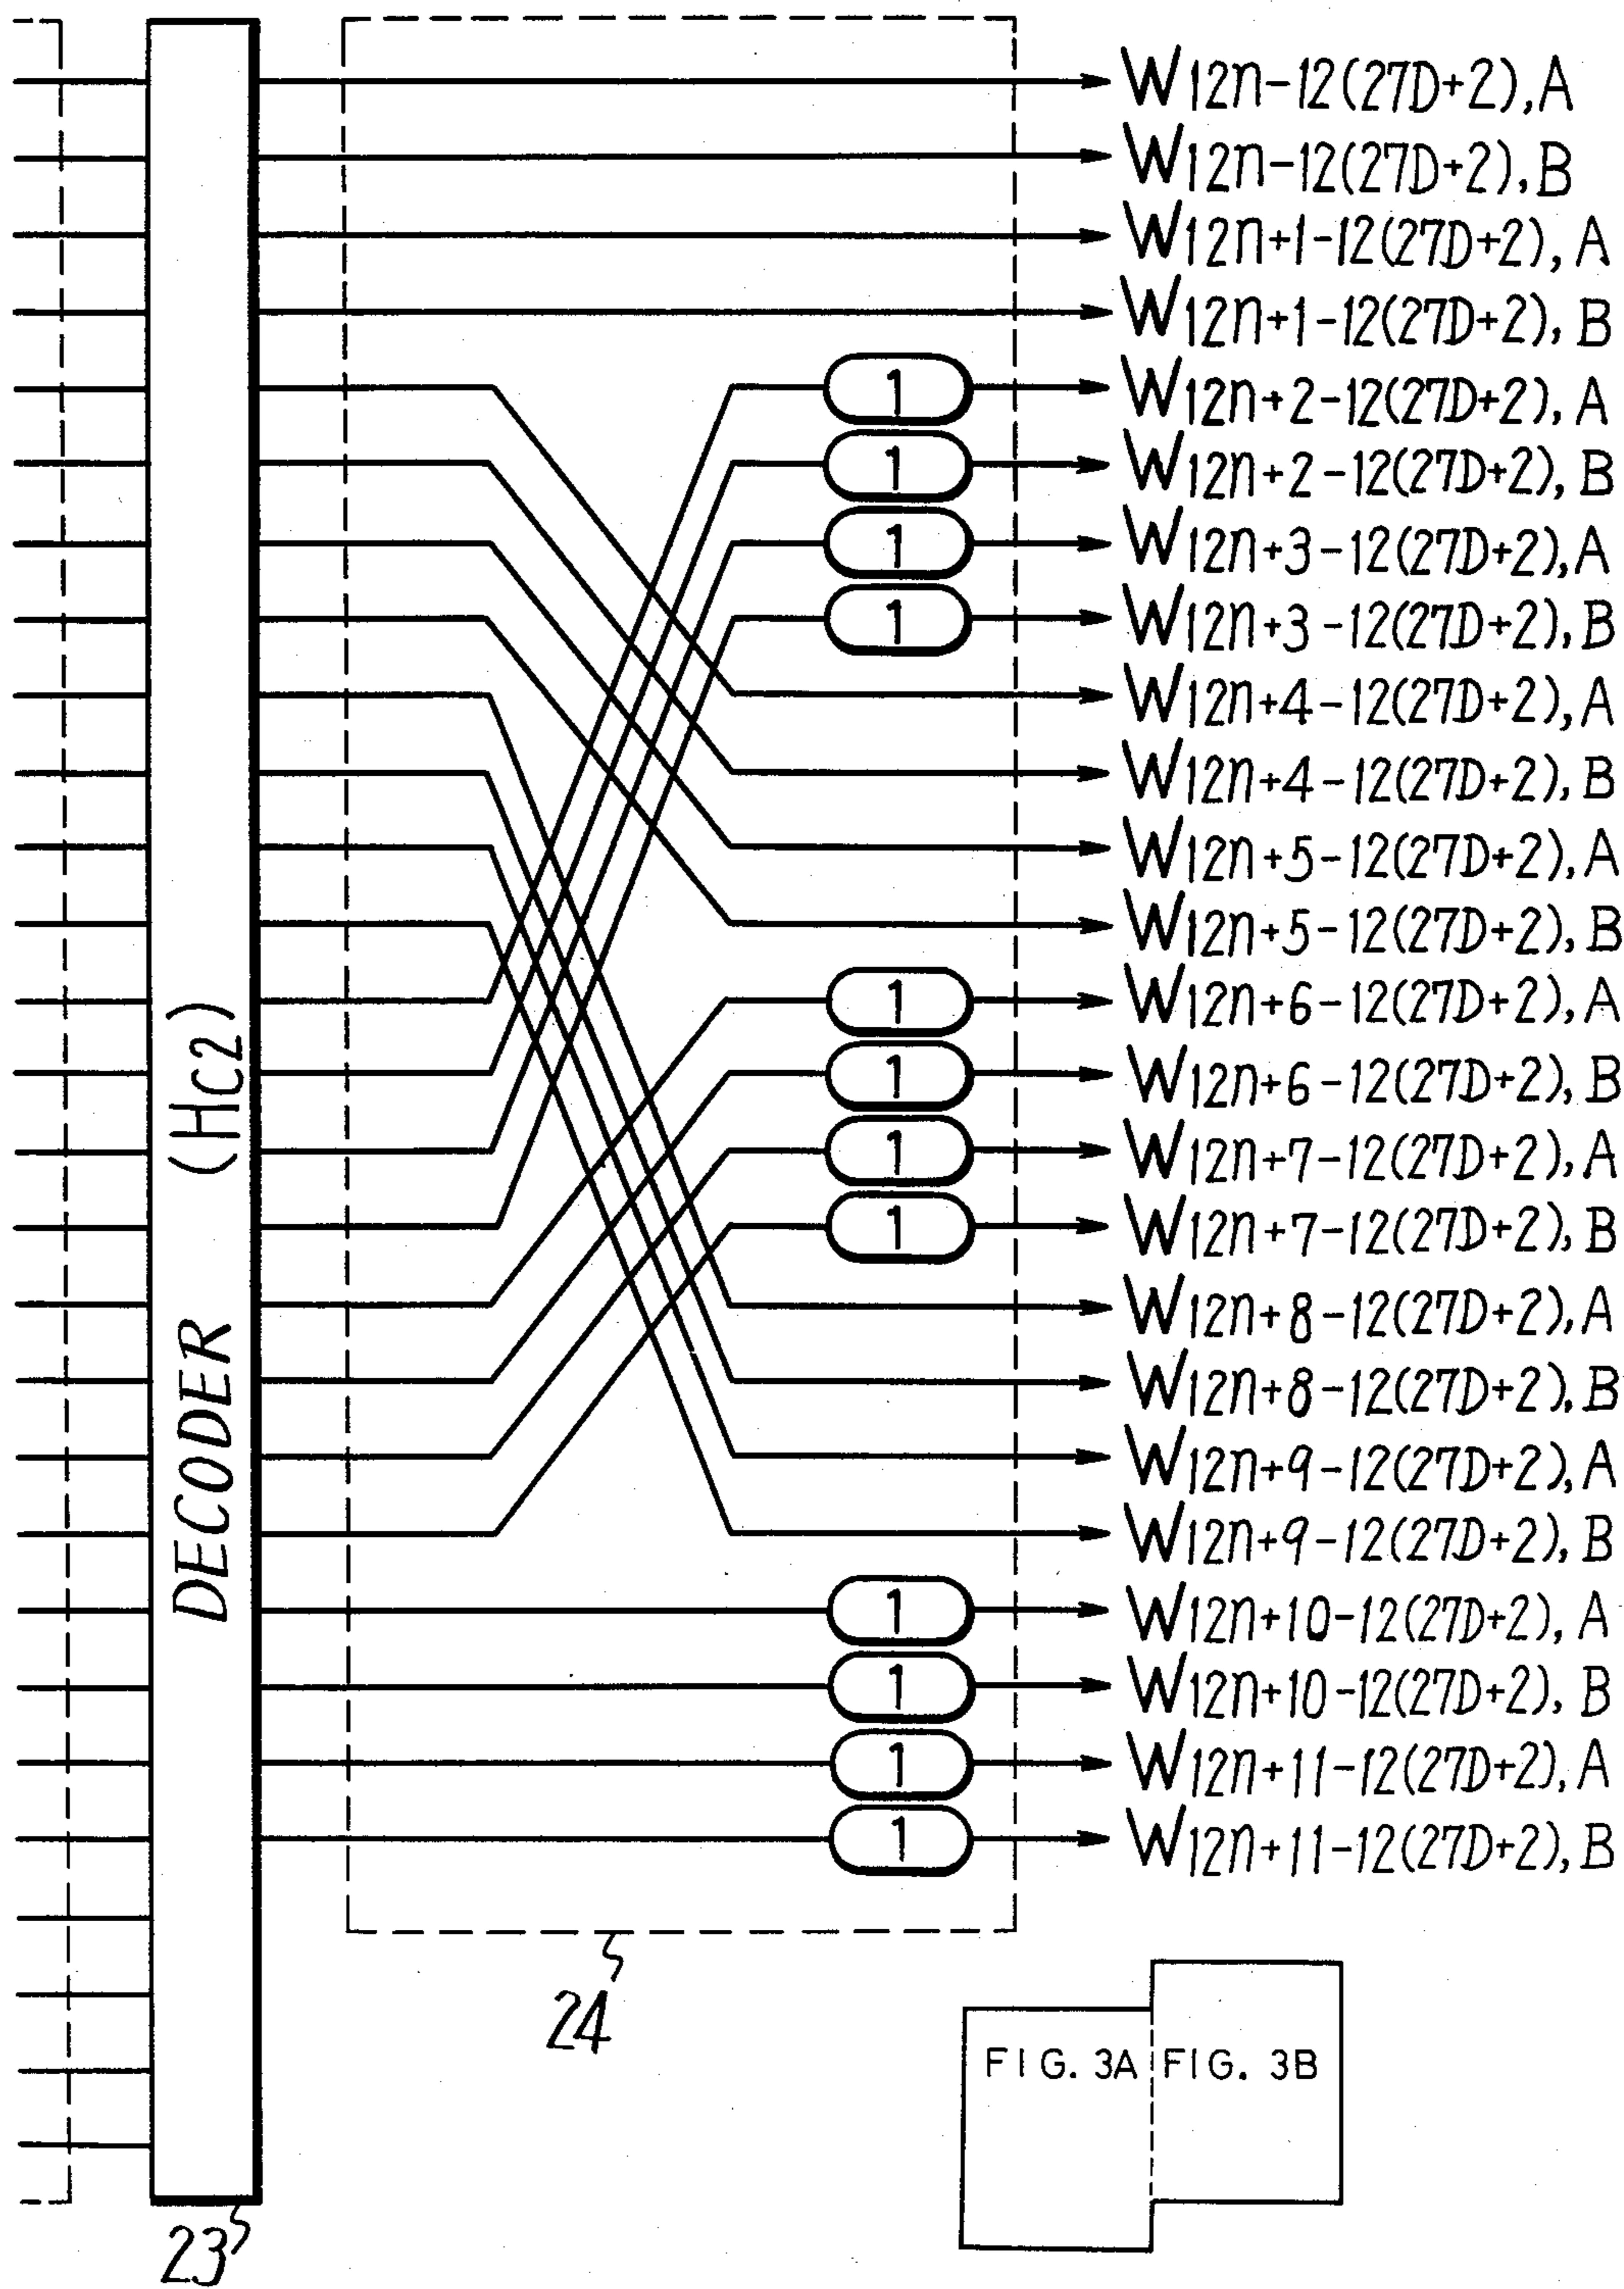 W12n-12(27D+2),A
W12n-12(27D+2),B
W12n+1-12(27D+2),A
W12n+1-12(27D+2),B
1 W12n+2-12(27D+2),A
1 W12n+2-12(27D+2),B
1 W12n+3-12(27D+2),A
1 W12n+3-12(27D+2),B
W12n+4-12(27D+2),A
W12n+4-12(27D+2),B
W12n+5-12(27D+2),A
W12n+5-12(27D+2),B
1 W12n+6-12(27D+2),A
1 W12n+6-12(27D+2),B
1 W12n+7-12(27D+2),A
1 W12n+7-12(27D+2),B
W12n+8-12(27D+2),A
W12n+8-12(27D+2),B
W12n+9-12(27D+2),A
W12n+9-12(27D+2),B
1 W12n+10-12(27D+2),A
1 W12n+10-12(27D+2),B
1 W12n+11-12(27D+2),A
1 W12n+11-12(27D+2),B
DECODER (HC2)
24
FIG. 3A FIG. 3B
23